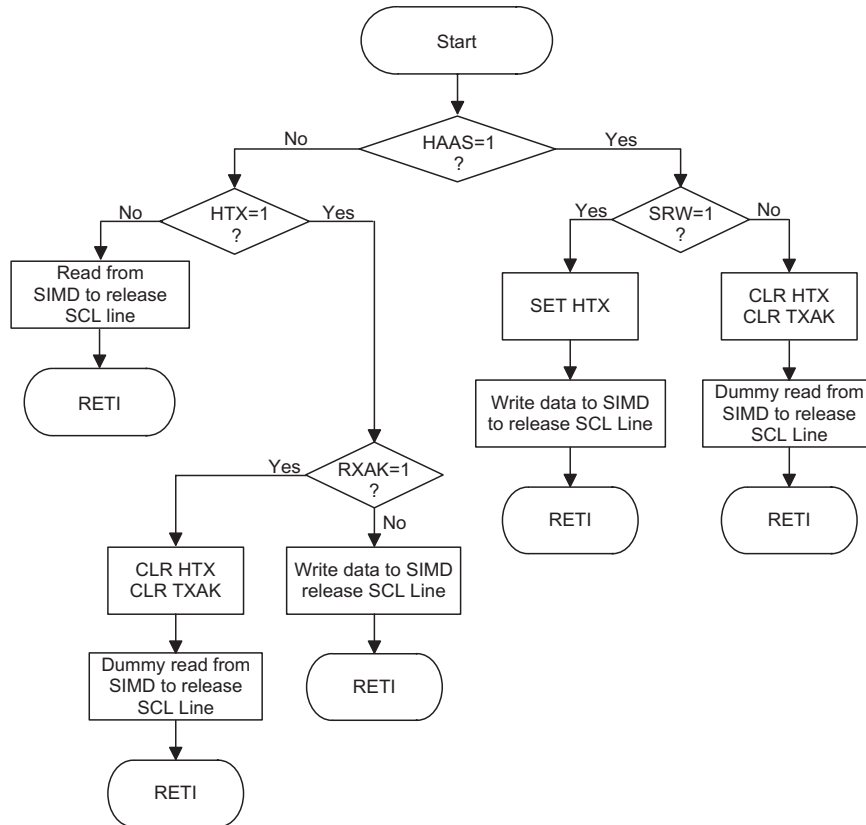 Start
HAAS=1
?
No
Yes
HTX=1
?
No
Yes
SRW=1
?
Yes
No
Read from
SIMD to release
SCL line
SET HTX
CLR HTX
CLR TXAK
RETI
Write data to SIMD
to release SCL Line
Dummy read from
SIMD to release
SCL Line
RXAK=1
?
Yes
No
RETI
RETI
CLR HTX
CLR TXAK
Write data to SIMD
release SCL Line
Dummy read from
SIMD to release
SCL Line
RETI
RETI